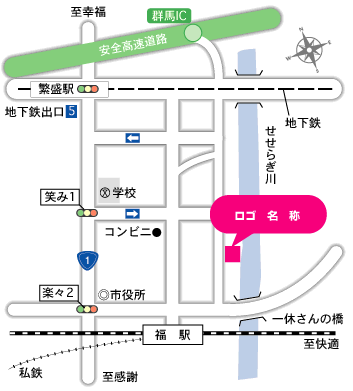 至幸福
群馬IC
安全高速道路
繁盛駅
地下鉄出口5
地下鉄
せせらぎ川
文学校
笑み1
ロゴ 名 称
コンビニ
1
楽々2
◎市役所
一休さんの橋
福 駅
至快適
私鉄
至感謝